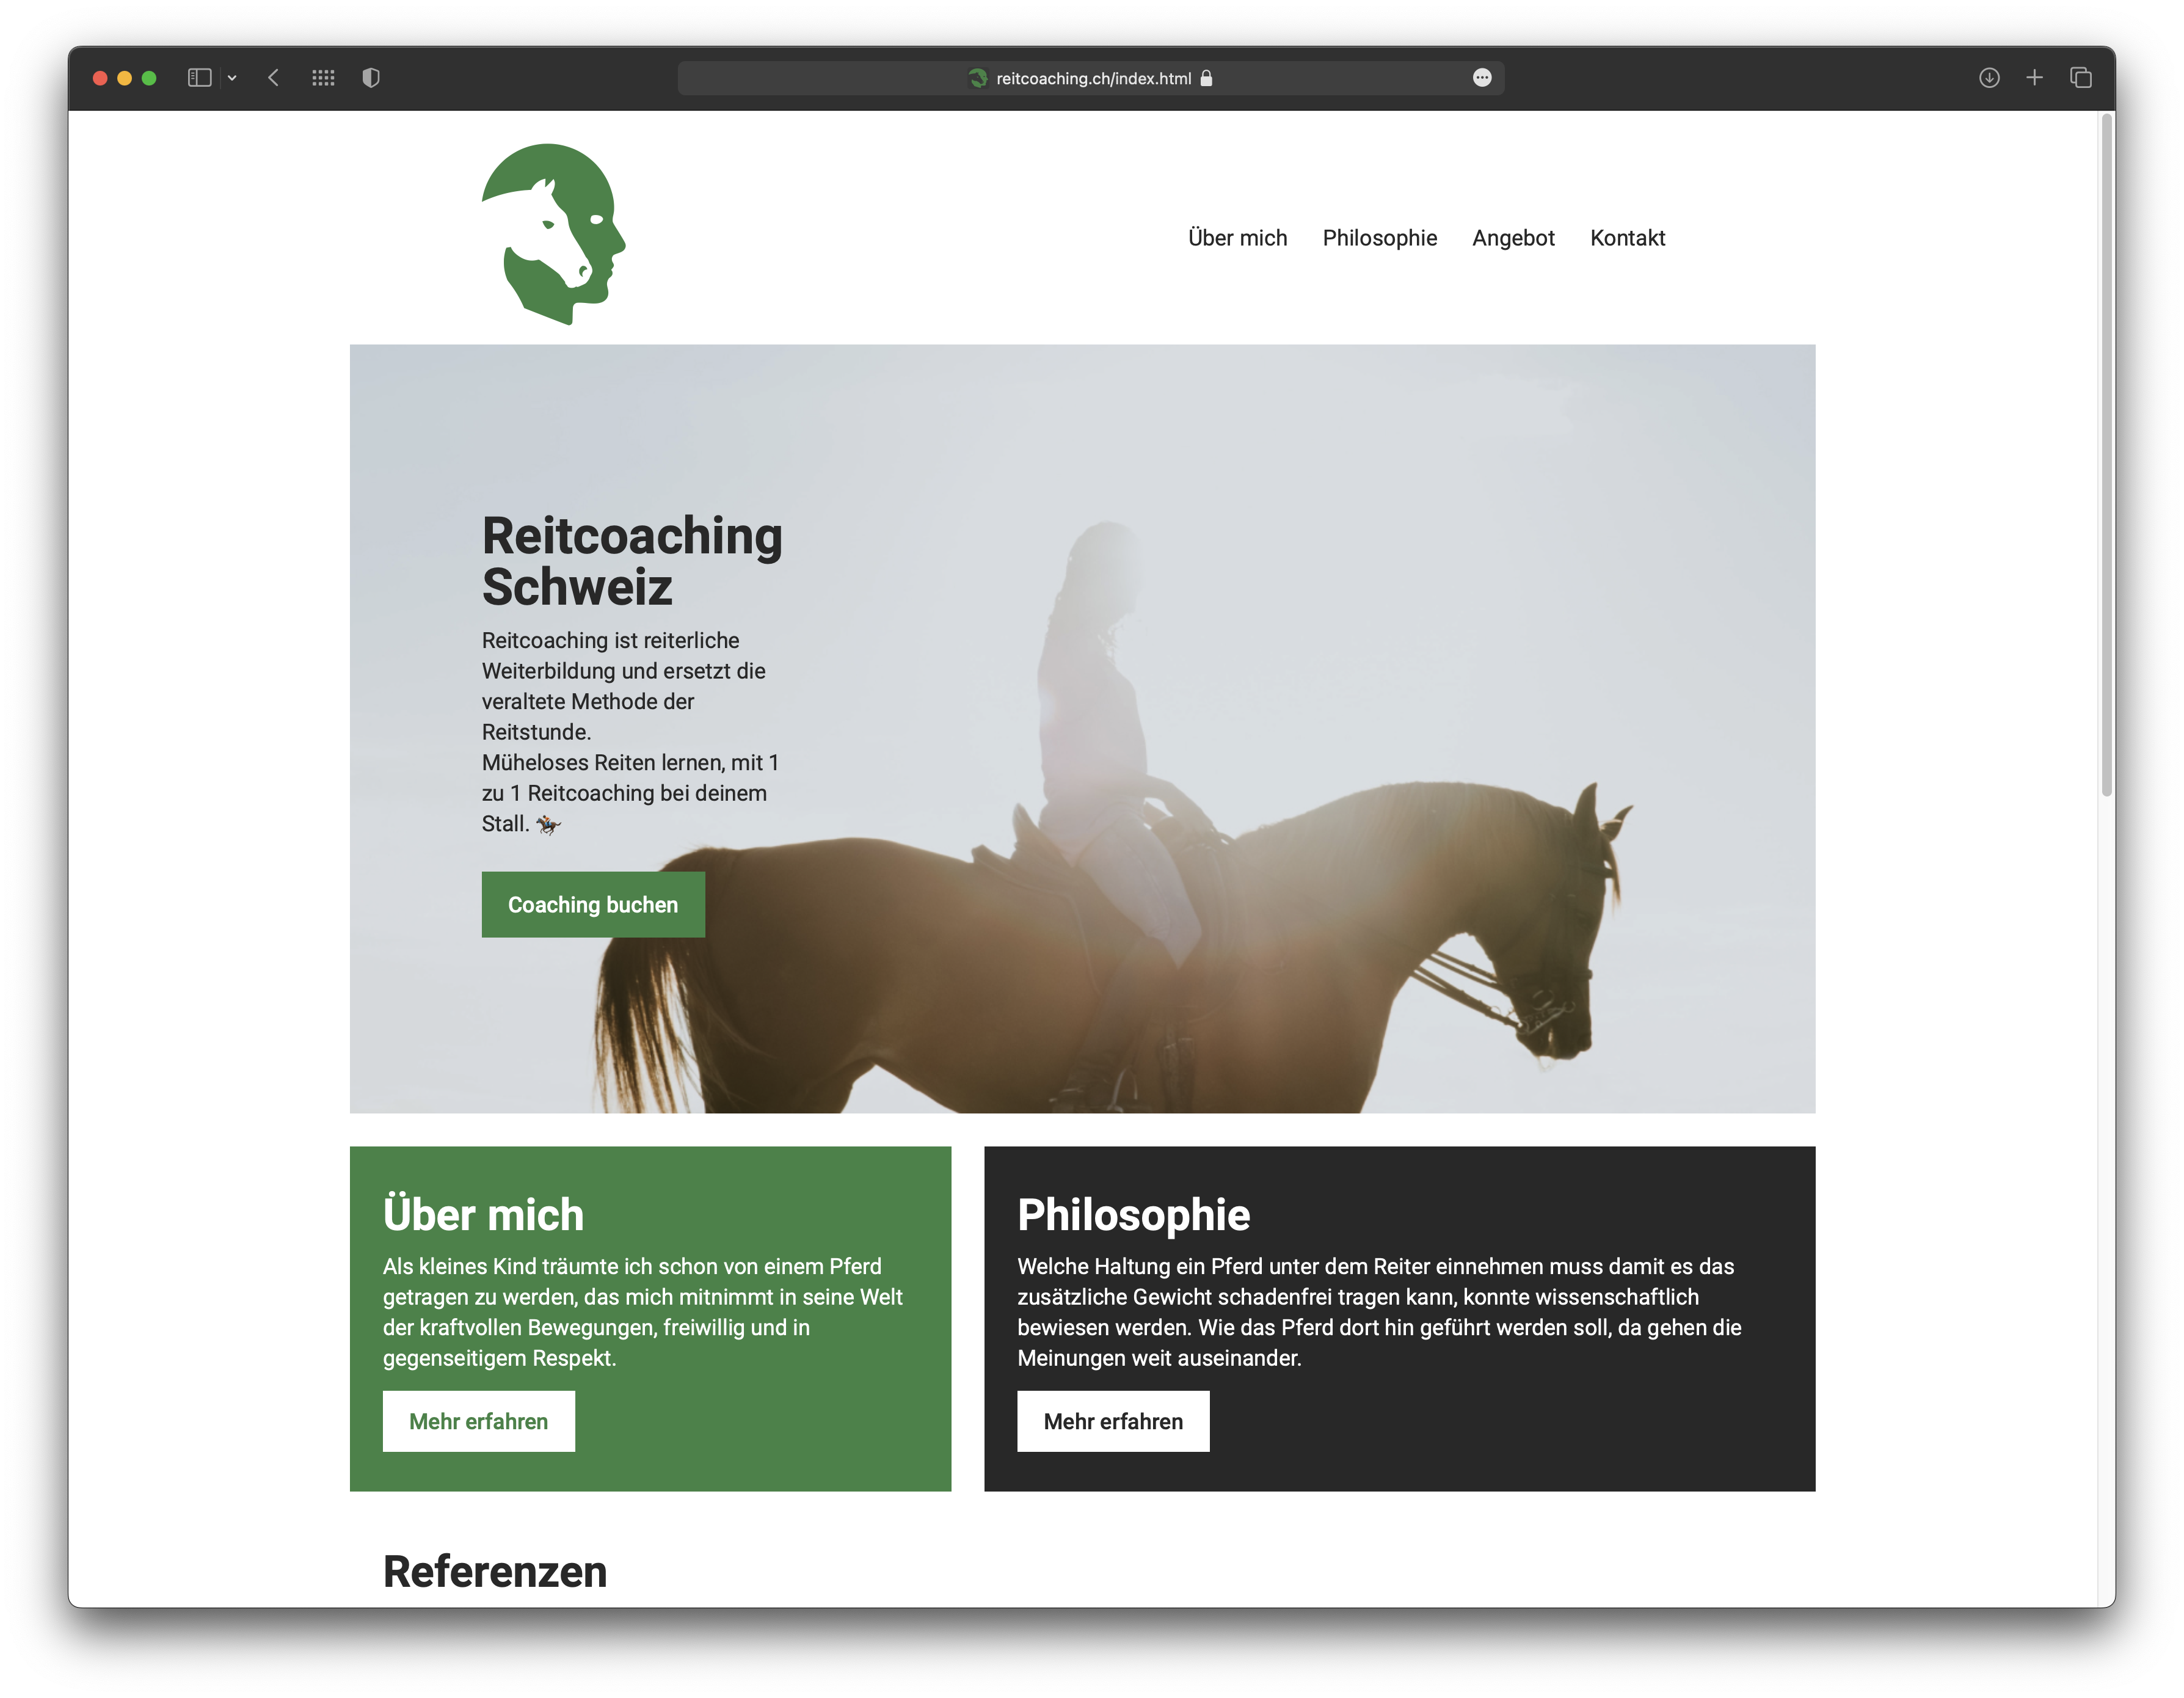 reitcoaching.ch/index.html
Über mich Philosophie Angebot Kontakt
Reitcoaching
Schweiz
Reitcoaching ist reiterliche
Weiterbildung und ersetzt die
veraltete Methode der
Reitstunde.
Müheloses Reiten lernen, mit 1
zu 1 Reitcoaching bei deinem
Stall. 🏇
Coaching buchen
Über mich
Als kleines Kind träumte ich schon von einem Pferd
getragen zu werden, das mich mitnimmt in seine Welt
der kraftvollen Bewegungen, freiwillig und in
gegenseitigem Respekt.
Mehr erfahren
Philosophie
Welche Haltung ein Pferd unter dem Reiter einnehmen muss damit es das
zusätzliche Gewicht schadenfrei tragen kann, konnte wissenschaftlich
bewiesen werden. Wie das Pferd dort hin geführt werden soll, da gehen die
Meinungen weit auseinander.
Mehr erfahren
Referenzen